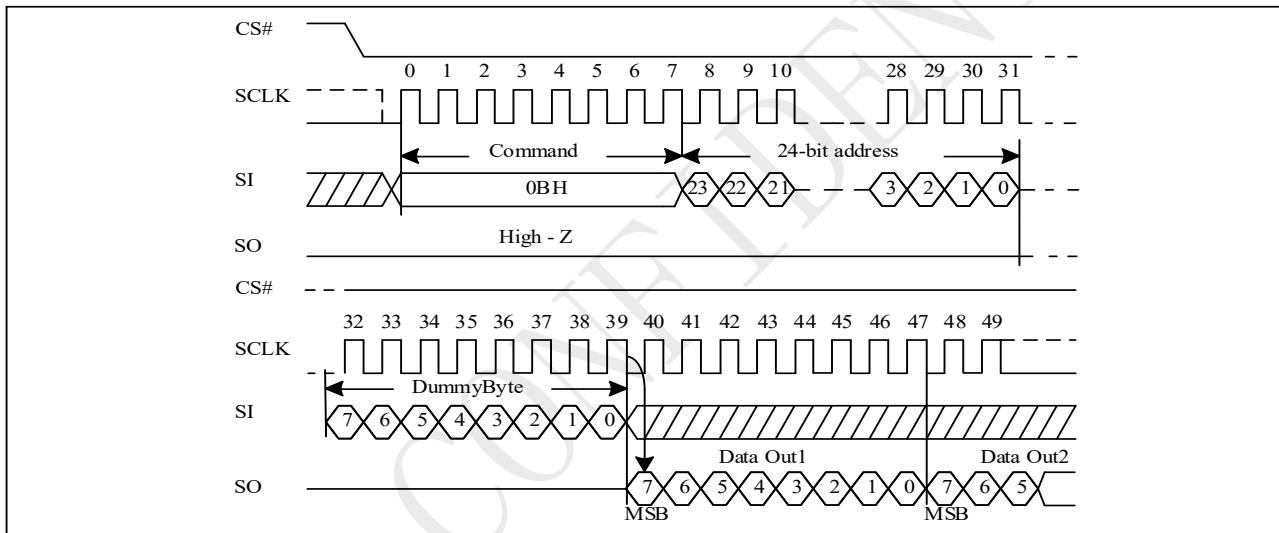 CS#
0 1 2 3 4 5 6 7 8 9 10 28 29 30 31
SCLK
Command 24-bit address
SI 0BH 23 22 21 3 2 1 0
High - Z
SO
CS#
32 33 34 35 36 37 38 39 40 41 42 43 44 45 46 47 48 49
SCLK
DummyByte
SI 7 6 5 4 3 2 1 0
Data Out1 Data Out2
SO 7 6 5 4 3 2 1 0 7 6 5
MSB MSB
CONFIDEN